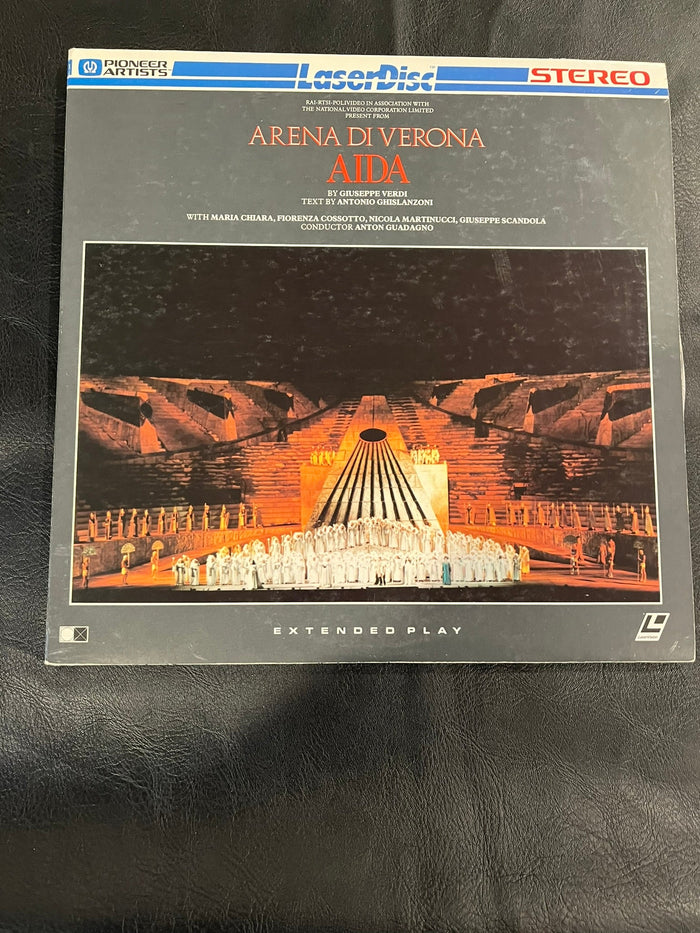 PIONEER
ARTISTS
LaserDisc
STEREO
RAI-RTSI-POLIVIDEO IN ASSOCIATION WITH
THE NATIONAL VIDEO CORPORATION LIMITED
PRESENT FROM
ARENA DI VERONA
AIDA
BY GIUSEPPE VERDI
TEXT BY ANTONIO GHISLANZONI
WITH MARIA CHIARA, FIORENZA COSSOTTO, NICOLA MARTINUCCI, GIUSEPPE SCANDOLA
CONDUCTOR ANTON GUADAGNO
EXTENDED PLAY